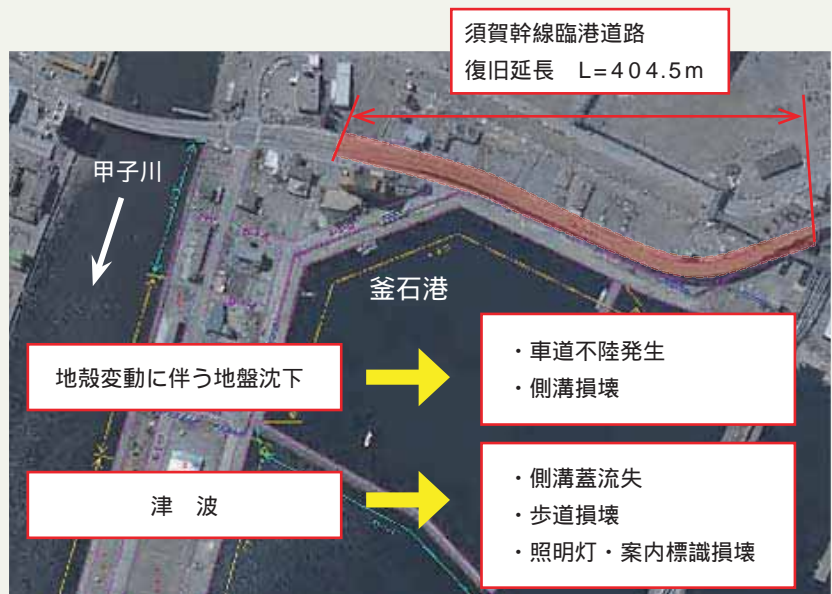 須賀幹線臨港道路
復旧延長　L=404.5m
甲子川
釜石港
地殻変動に伴う地盤沈下
・車道不陸発生
・側溝損壊
津　波
・側溝蓋流失
・歩道損壊
・照明灯・案内標識損壊